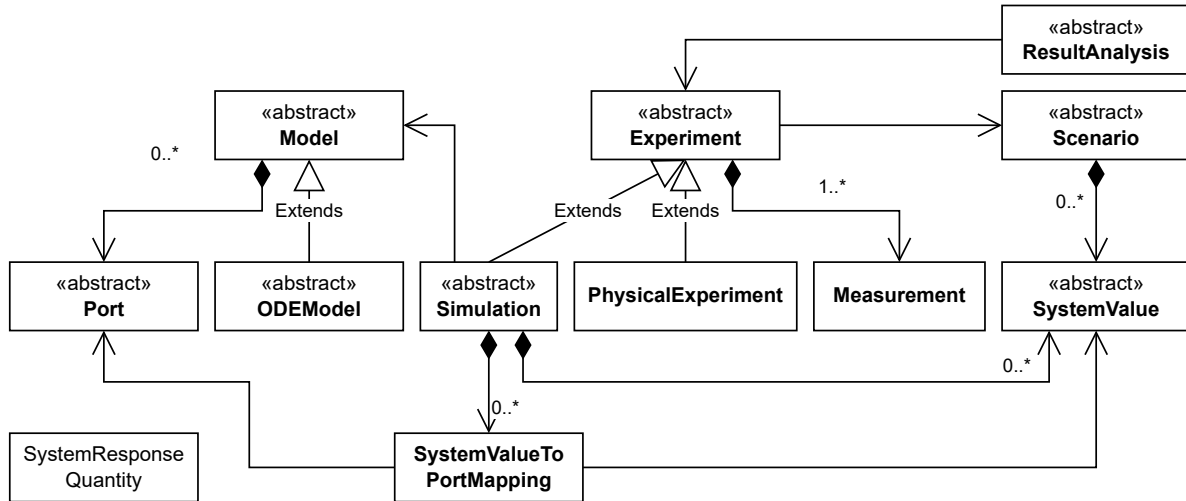 «abstract»
ResultAnalysis
«abstract»
Model
«abstract»
Experiment
«abstract»
Scenario
0..*
1..*
0..*
Extends
Extends
Extends
«abstract»
Port
«abstract»
ODEModel
«abstract»
Simulation
PhysicalExperiment
Measurement
«abstract»
SystemValue
0..*
0..*
SystemResponse
Quantity
SystemValueTo
PortMapping